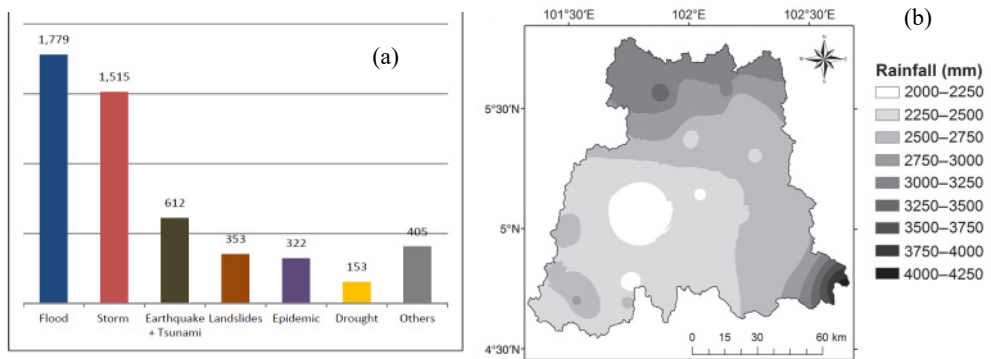 1,779
1,515
612
353
322
153
405
(a)
Flood
Storm
Earthquake
+ Tsunami
Landslides
Epidemic
Drought
Others
101°30'E
102°E
102°30'E
(b)
5°30'N
5°N
4°30'N
N
E
S
Rainfall (mm)
2000–2250
2250–2500
2500–2750
2750–3000
3000–3250
3250–3500
3500–3750
3750–4000
4000–4250
0 15 30 60 km